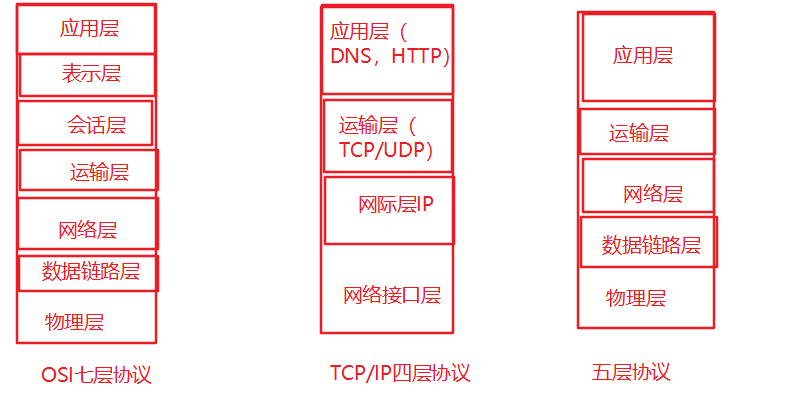 应用层
表示层
会话层
运输层
网络层
数据链路层
物理层
OSI七层协议
应用层（
DNS，HTTP）
运输层（
TCP/UDP）
网际层IP
网络接口层
TCP/IP四层协议
应用层
运输层
网络层
数据链路层
物理层
五层协议